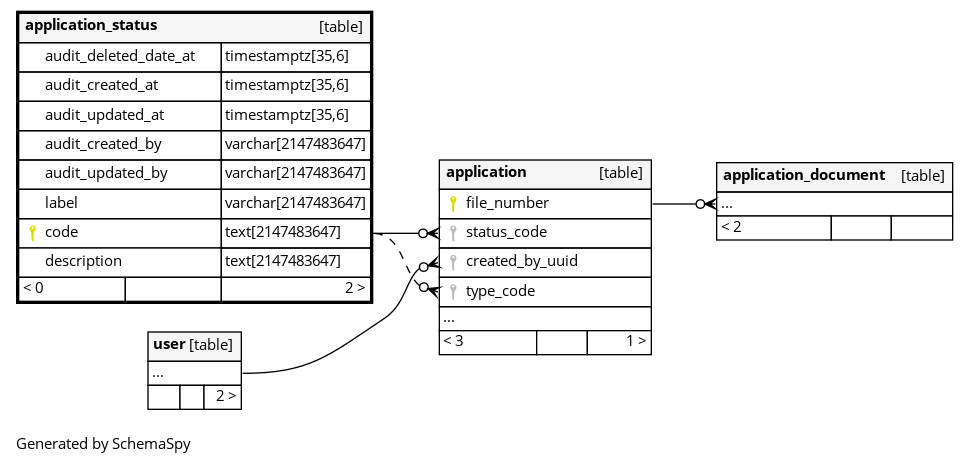 application_status [table]
audit_deleted_date_at timestamptz[35,6]
audit_created_at timestamptz[35,6]
audit_updated_at timestamptz[35,6]
audit_created_by varchar[2147483647]
audit_updated_by varchar[2147483647]
label varchar[2147483647]
code text[2147483647]
description text[2147483647]
< 0 2 >
application [table]
file_number
status_code
created_by_uuid
type_code
...
< 3 1 >
application_document [table]
...
< 2
user [table]
...
2 >
Generated by SchemaSpy